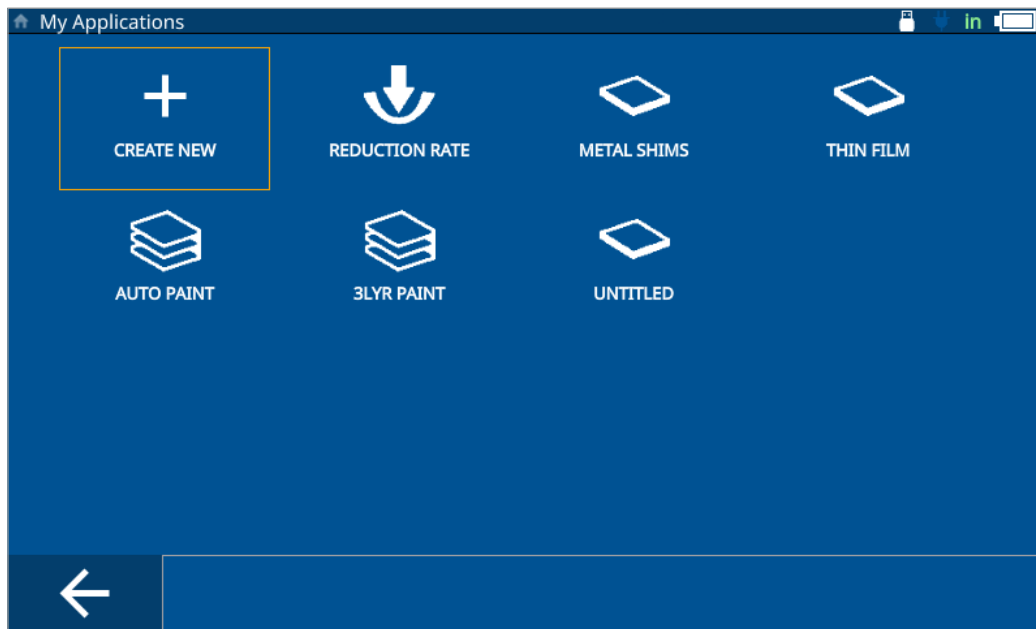 My Applications in
CREATE NEW REDUCTION RATE METAL SHIMS THIN FILM
AUTO PAINT 3LYR PAINT UNTITLED